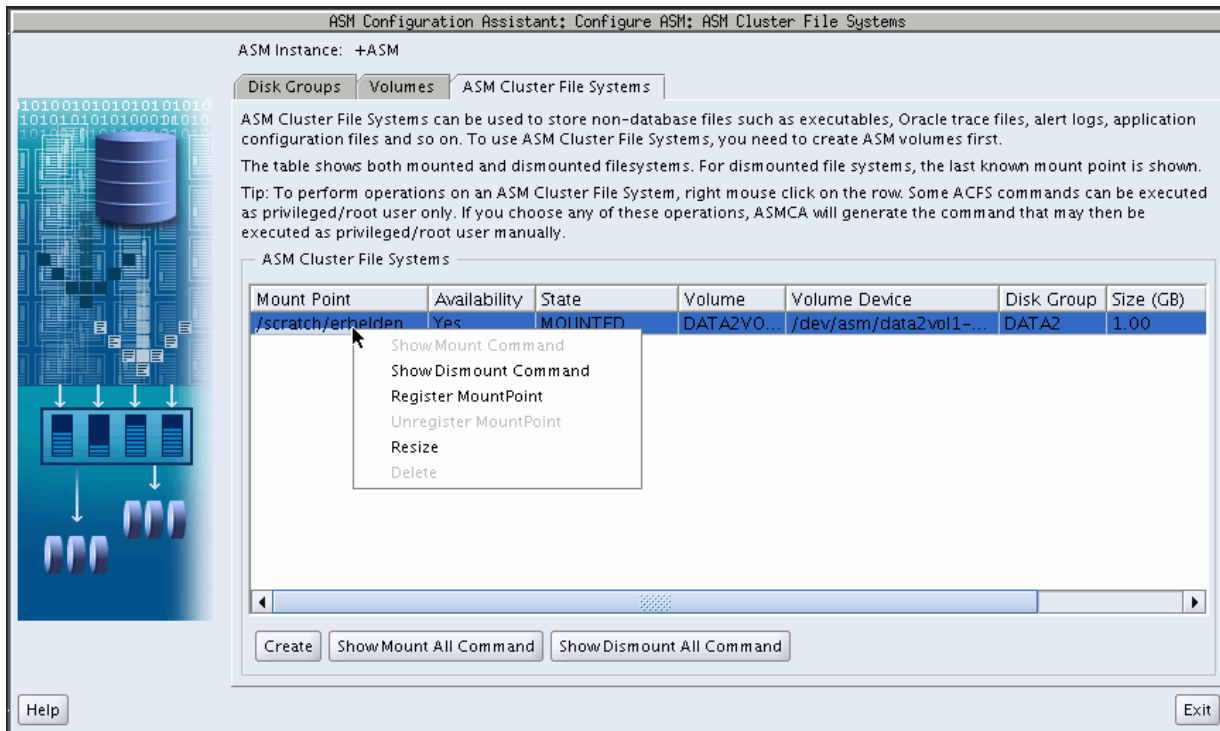 ASM Configuration Assistant: Configure ASM: ASM Cluster File Systems
ASM Instance: +ASM
Disk Groups Volumes ASM Cluster File Systems
ASM Cluster File Systems can be used to store non-database files such as executables, Oracle trace files, alert logs, application
configuration files and so on. To use ASM Cluster File Systems, you need to create ASM volumes first.
The table shows both mounted and dismounted filesystems. For dismounted file systems, the last known mount point is shown.
Tip: To perform operations on an ASM Cluster File System, right mouse click on the row. Some ACFS commands can be executed
as privileged/root user only. If you choose any of these operations, ASMCA will generate the command that may then be
executed as privileged/root user manually.
ASM Cluster File Systems
Mount Point Availability State Volume Volume Device Disk Group Size (GB)
/scratch/erhelden Yes MOUNTED DATA2VO... /dev/asm/data2vol1-... DATA2 1.00
Show Mount Command
Show Dismount Command
Register MountPoint
Unregister MountPoint
Resize
Delete
Create Show Mount All Command Show Dismount All Command
Help Exit